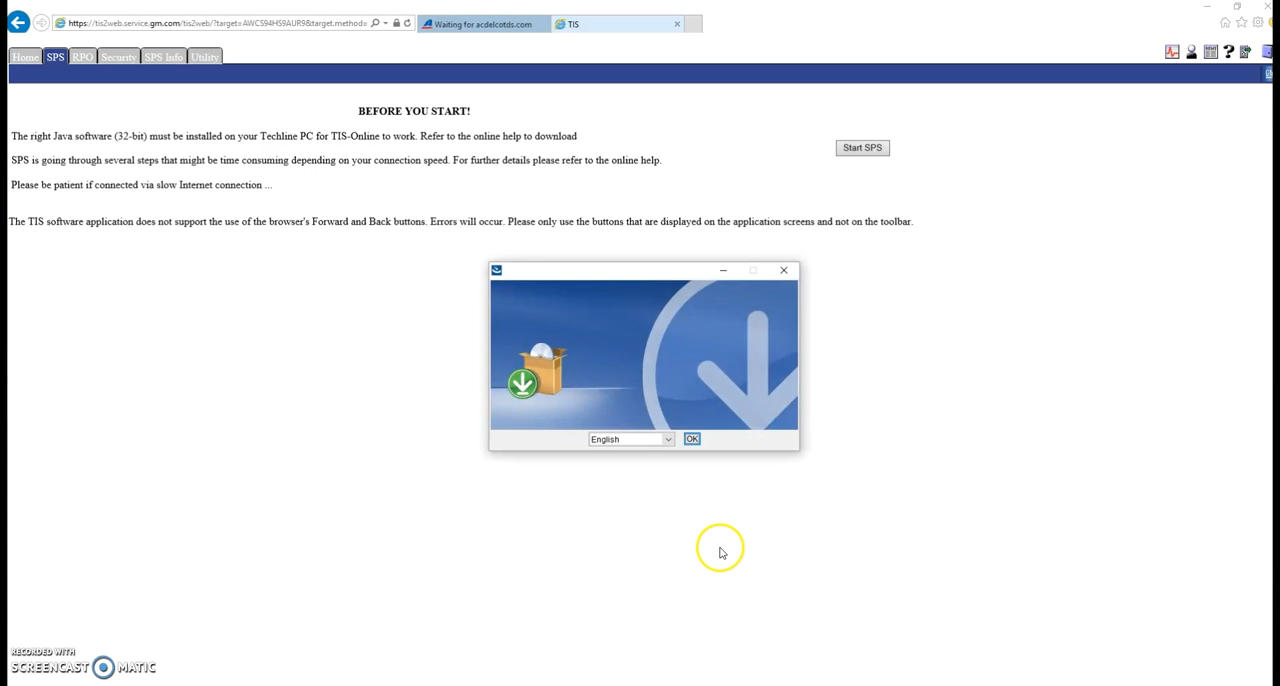 https://tis2web.service.gm.com/tis2web/?target=AWCS94HS9AUR9&target.method=
Waiting for acdelcotds.com
TIS
Home
SPS
RPO
Security
SPS Info
Utility
BEFORE YOU START!
The right Java software (32-bit) must be installed on your Techline PC for TIS-Online to work. Refer to the online help to download
Start SPS
SPS is going through several steps that might be time consuming depending on your connection speed. For further details please refer to the online help.
Please be patient if connected via slow Internet connection ...
The TIS software application does not support the use of the browser's Forward and Back buttons. Errors will occur. Please only use the buttons that are displayed on the application screens and not on the toolbar.
English
OK
RECORDED WITH
SCREENCAST MATIC